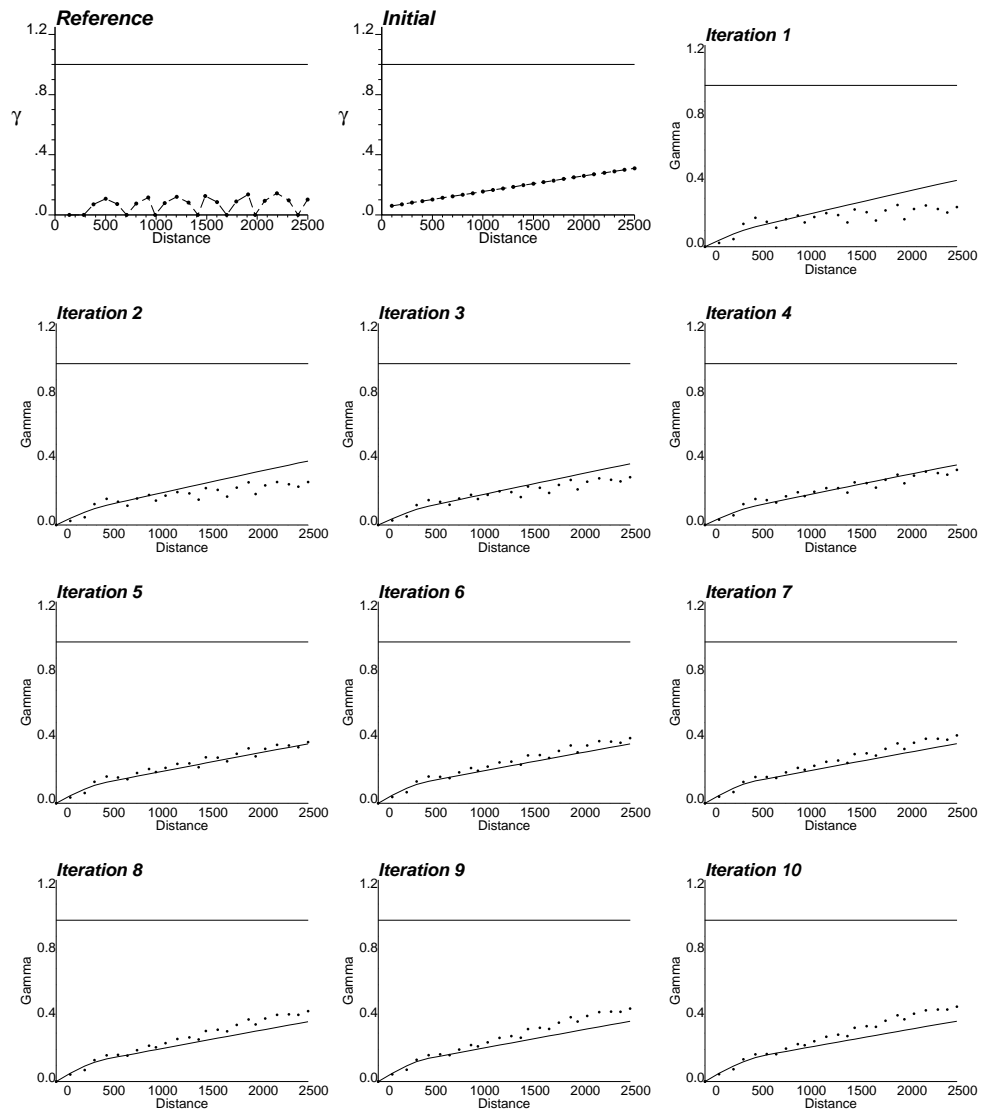 Reference
1.2
.8
.4
.0
γ
0 500 1000 1500 2000 2500
Distance
Initial
1.2
.8
.4
.0
γ
0 500 1000 1500 2000 2500
Distance
Iteration 1
1.2
0.8
0.4
0.0
Gamma
0 500 1000 1500 2000 2500
Distance
Iteration 2
1.2
0.8
0.4
0.0
Gamma
500 1000 1500 2000 2500
Distance
Iteration 3
1.2
0.8
0.4
0.0
Gamma
0 500 1000 1500 2000 2500
Distance
Iteration 4
1.2
0.8
0.4
0.0
Gamma
0 500 1000 1500 2000 2500
Distance
Iteration 5
1.2
0.8
0.4
0.0
Gamma
0 500 1000 1500 2000 2500
Distance
Iteration 6
1.2
0.8
0.4
0.0
Gamma
0 500 1000 1500 2000 2500
Distance
Iteration 7
1.2
0.8
0.4
0.0
Gamma
0 500 1000 1500 2000 2500
Distance
Iteration 8
1.2
0.8
0.4
0.0
Gamma
0 500 1000 1500 2000 2500
Distance
Iteration 9
1.2
0.8
0.4
0.0
Gamma
0 500 1000 1500 2000 2500
Distance
Iteration 10
1.2
0.8
0.4
0.0
Gamma
0 500 1000 1500 2000 2500
Distance